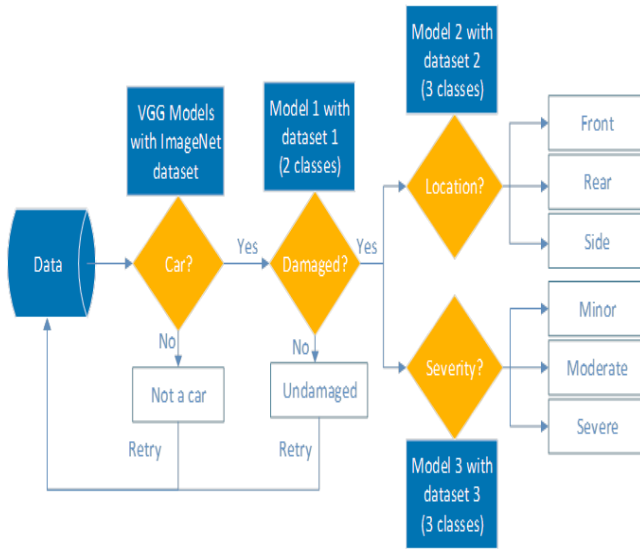 Model 2 with
dataset 2
(3 classes)
VGG Models
with ImageNet
dataset
Model 1 with
dataset 1
(2 classes)
Front
Location?
Rear
Side
Data
Car?
Yes
Damaged?
Yes
No
No
Not a car
Undamaged
Retry
Retry
Minor
Severity?
Moderate
Severe
Model 3 with
dataset 3
(3 classes)